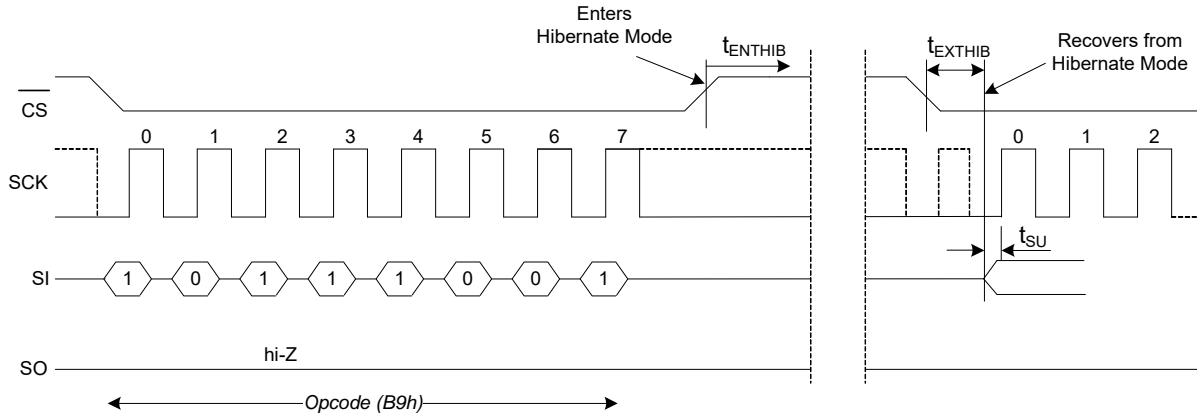 Enters
Hibernate Mode
tENTHIB
tEXTHIB
Recovers from
Hibernate Mode
CS
0 1 2 3 4 5 6 7 0 1 2
SCK
tSU
SI 1 0 1 1 1 0 0 1
hi-Z
SO
Opcode (B9h)